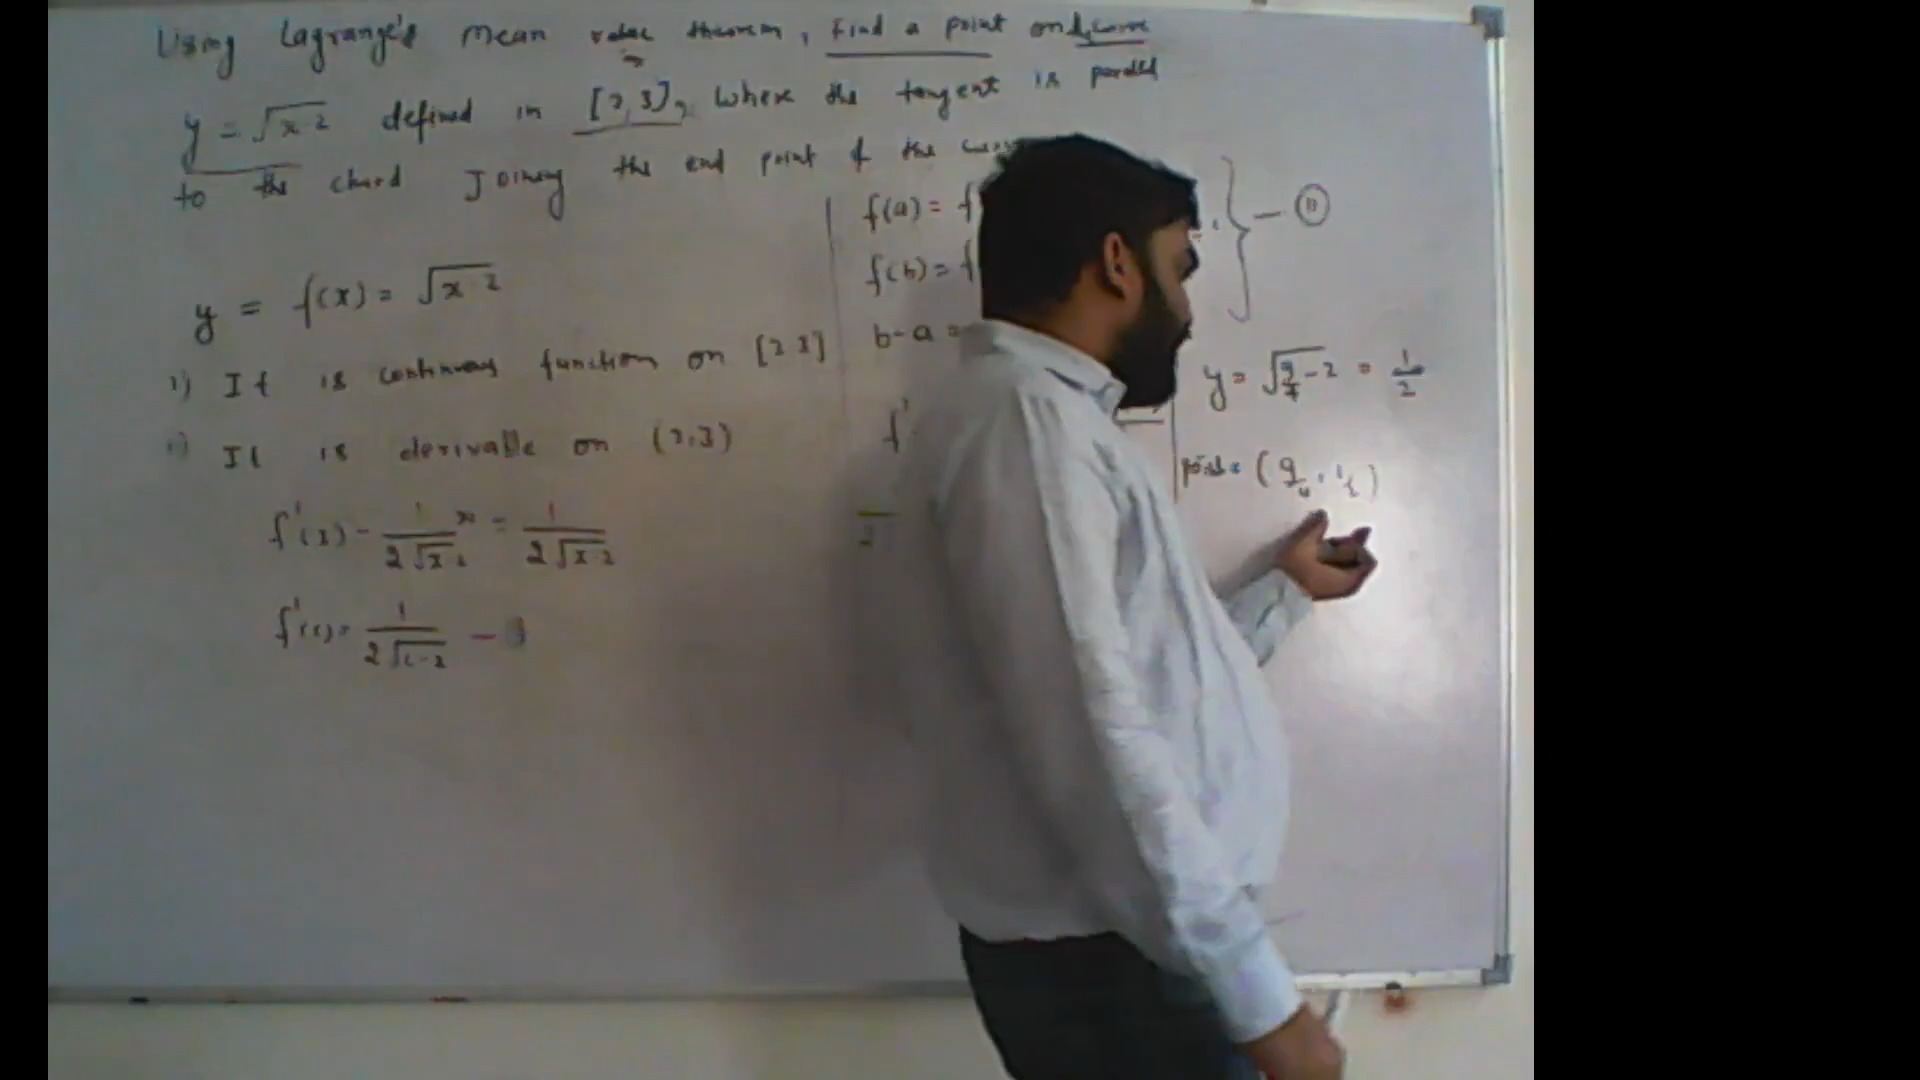 Using Lagrange's mean value theorem, find a point on the curve
y = √x-2 defined in [2,3], where the tangent is parallel
to the chord Joining the end point of the
y = f(x) = √x-2
i) It is continuous function on [2 3]
ii) It is derivable on (2,3)
f'(x) - 1/2√x-2 x = 1/2√x-2
f'(c) = 1/2√c-2 -
f(a) = f
f(b) = f
b-a =
f'
2
} - (ii)
y = √9/4-2 = 1/2
point = (9/4, 1/2)